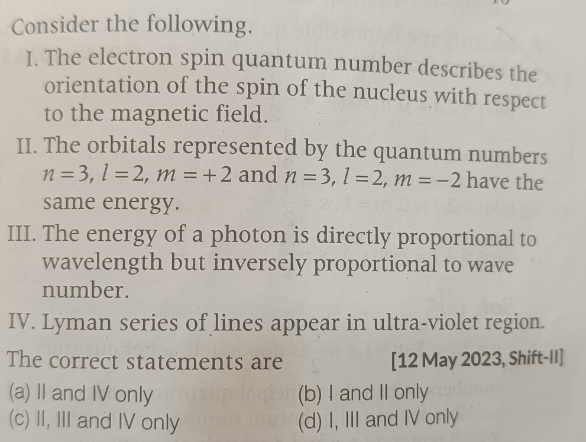 Consider the following.
I. The electron spin quantum number describes the
orientation of the spin of the nucleus with respect
to the magnetic field.
II. The orbitals represented by the quantum numbers
n = 3, l = 2, m = +2 and n = 3, l = 2, m = −2 have the
same energy.
III. The energy of a photon is directly proportional to
wavelength but inversely proportional to wave
number.
IV. Lyman series of lines appear in ultra-violet region.
The correct statements are [12 May 2023, Shift-II]
(a) II and IV only (b) I and II only
(c) II, III and IV only (d) I, III and IV only